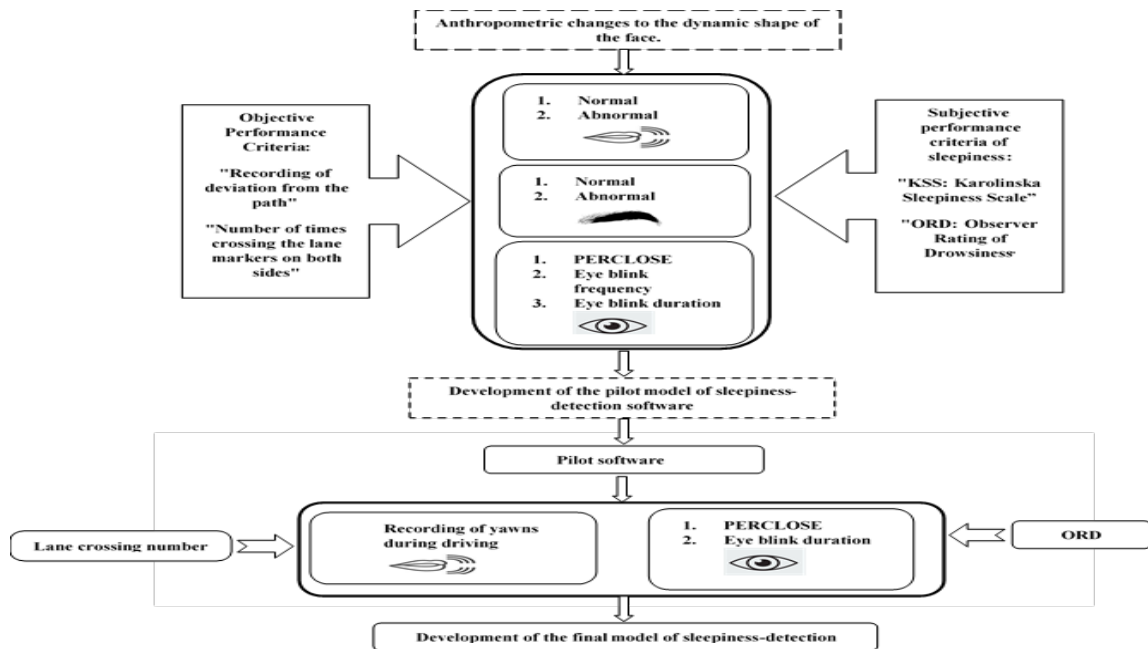 Anthropometric changes to the dynamic shape of
the face.
Objective
Performance
Criteria:
"Recording of
deviation from the
path"
"Number of times
crossing the lane
markers on both
sides"
1. Normal
2. Abnormal
1. Normal
2. Abnormal
1. PERCLOSE
2. Eye blink
frequency
3. Eye blink duration
Subjective
performance
criteria of
sleepiness:
"KSS: Karolinska
Sleepiness Scale"
"ORD: Observer
Rating of
Drowsiness"
Development of the pilot model of sleepiness-
detection software
Pilot software
Lane crossing number
Recording of yawns
during driving
1. PERCLOSE
2. Eye blink duration
ORD
Development of the final model of sleepiness-detection